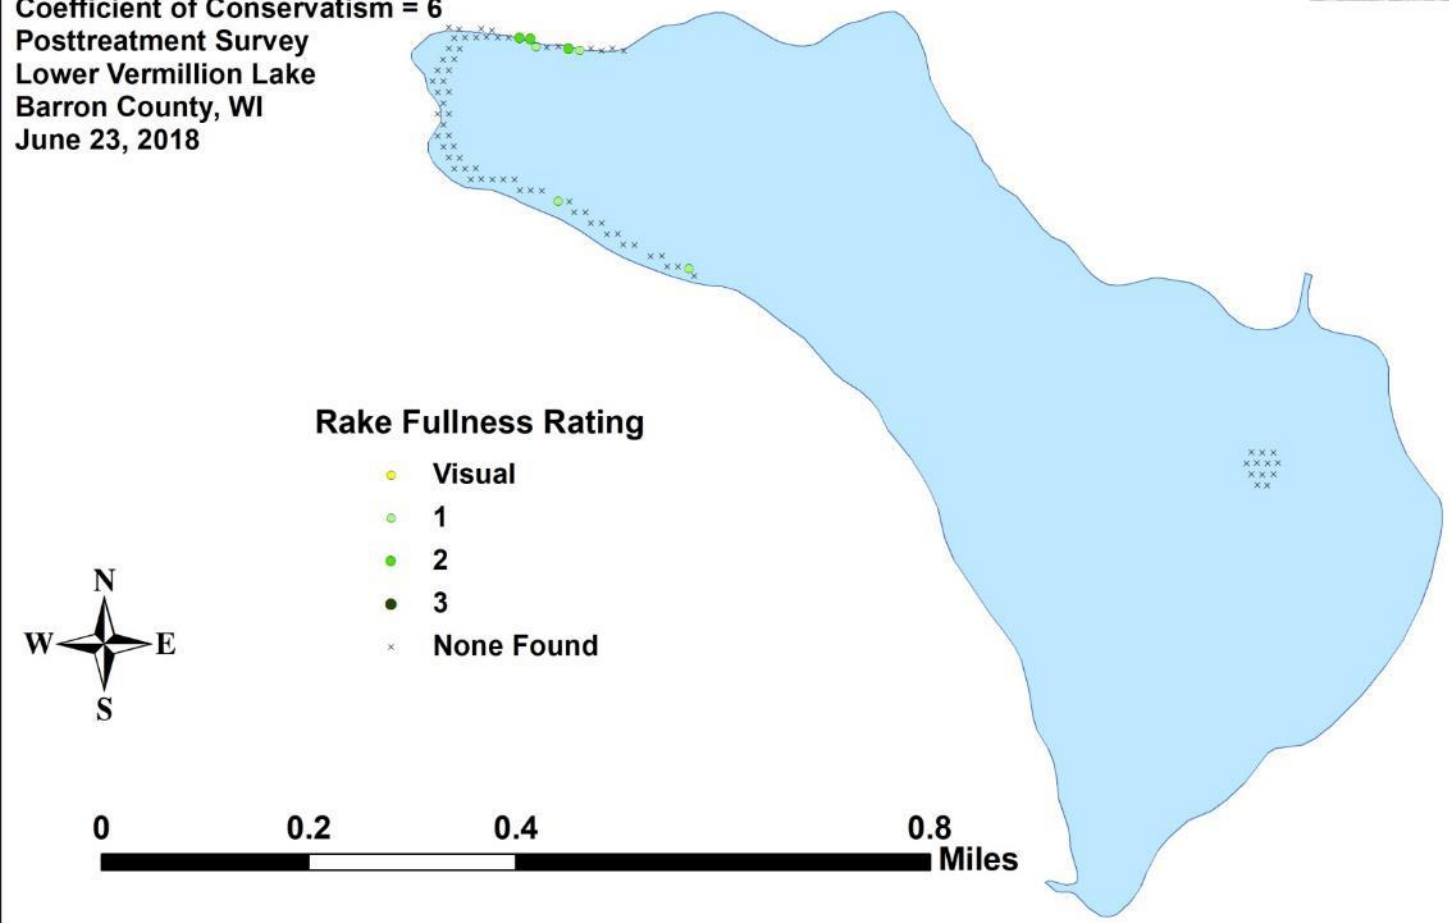 Coefficient of Conservatism = 6
Posttreatment Survey
Lower Vermillion Lake
Barron County, WI
June 23, 2018
Rake Fullness Rating
Visual
1
2
3
None Found
N
W E
S
0 0.2 0.4 0.8
Miles